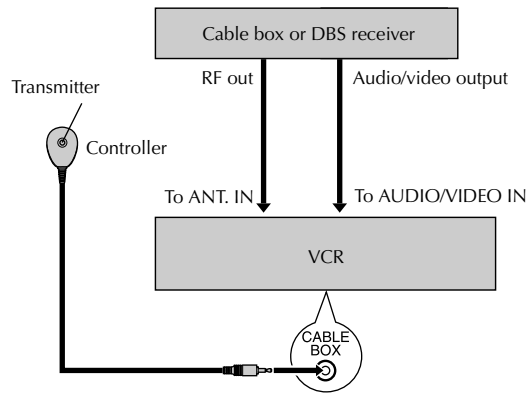 Cable box or DBS receiver
RF out
Audio/video output
Transmitter
Controller
To ANT. IN
To AUDIO/VIDEO IN
VCR
CABLE
BOX